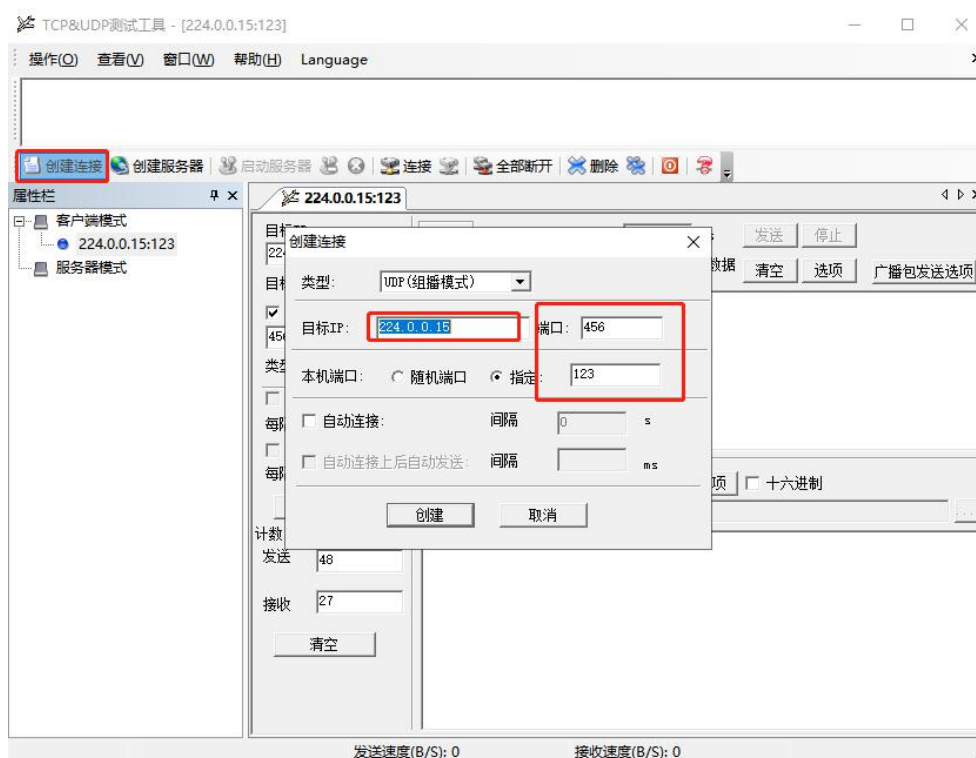 TCP&UDP测试工具 - [224.0.0.15:123]
操作(O) 查看(V) 窗口(W) 帮助(H) Language
创建连接 创建服务器 启动服务器 连接 全部断开 删除
属性栏
224.0.0.15:123
客户端模式
224.0.0.15:123
服务器模式
发送 停止
数据 清空 选项 广播包发送选项
创建连接
类型: UDP(组播模式)
目标IP: 224.0.0.15 端口: 456
本机端口: 随机端口 指定: 123
自动连接: 间隔 0 s
自动连接上后自动发送: 间隔 ms
创建 取消
项 十六进制
计数
发送 48
接收 27
清空
发送速度(B/S): 0 接收速度(B/S): 0